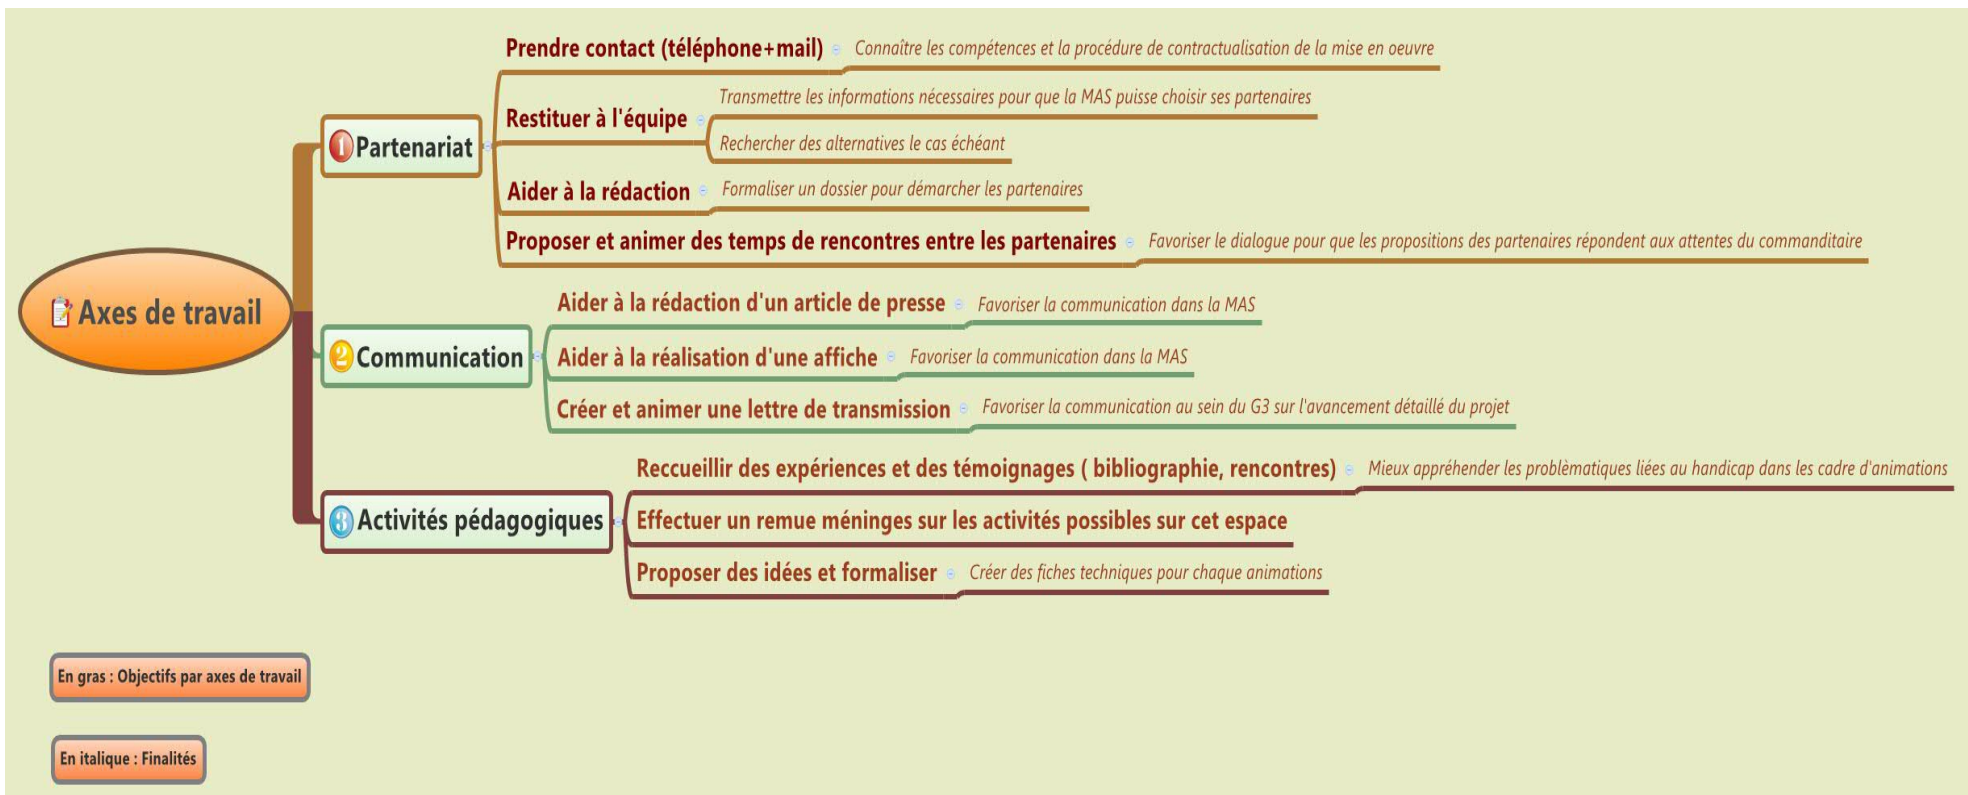 Axes de travail
1 Partenariat
Prendre contact (téléphone+mail)
Connaître les compétences et la procédure de contractualisation de la mise en oeuvre
Restituer à l'équipe
Transmettre les informations nécessaires pour que la MAS puisse choisir ses partenaires
Rechercher des alternatives le cas échéant
Aider à la rédaction
Formaliser un dossier pour démarcher les partenaires
Proposer et animer des temps de rencontres entre les partenaires
Favoriser le dialogue pour que les propositions des partenaires répondent aux attentes du commanditaire
2 Communication
Aider à la rédaction d'un article de presse
Favoriser la communication dans la MAS
Aider à la réalisation d'une affiche
Favoriser la communication dans la MAS
Créer et animer une lettre de transmission
Favoriser la communication au sein du G3 sur l'avancement détaillé du projet
3 Activités pédagogiques
Reccueillir des expériences et des témoignages ( bibliographie, rencontres)
Mieux appréhender les problèmatiques liées au handicap dans les cadre d'animations
Effectuer un remue méninges sur les activités possibles sur cet espace
Proposer des idées et formaliser
Créer des fiches techniques pour chaque animations
En gras : Objectifs par axes de travail
En italique : Finalités